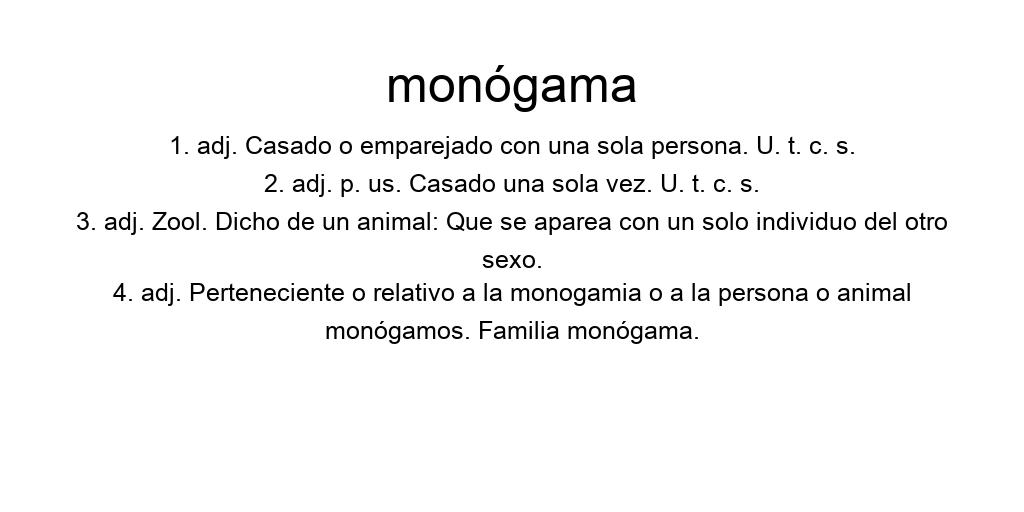 monógama
1. adj. Casado o emparejado con una sola persona. U. t. c. s.
2. adj. p. us. Casado una sola vez. U. t. c. s.
3. adj. Zool. Dicho de un animal: Que se aparea con un solo individuo del otro
sexo.
4. adj. Perteneciente o relativo a la monogamia o a la persona o animal
monógamos. Familia monógama.